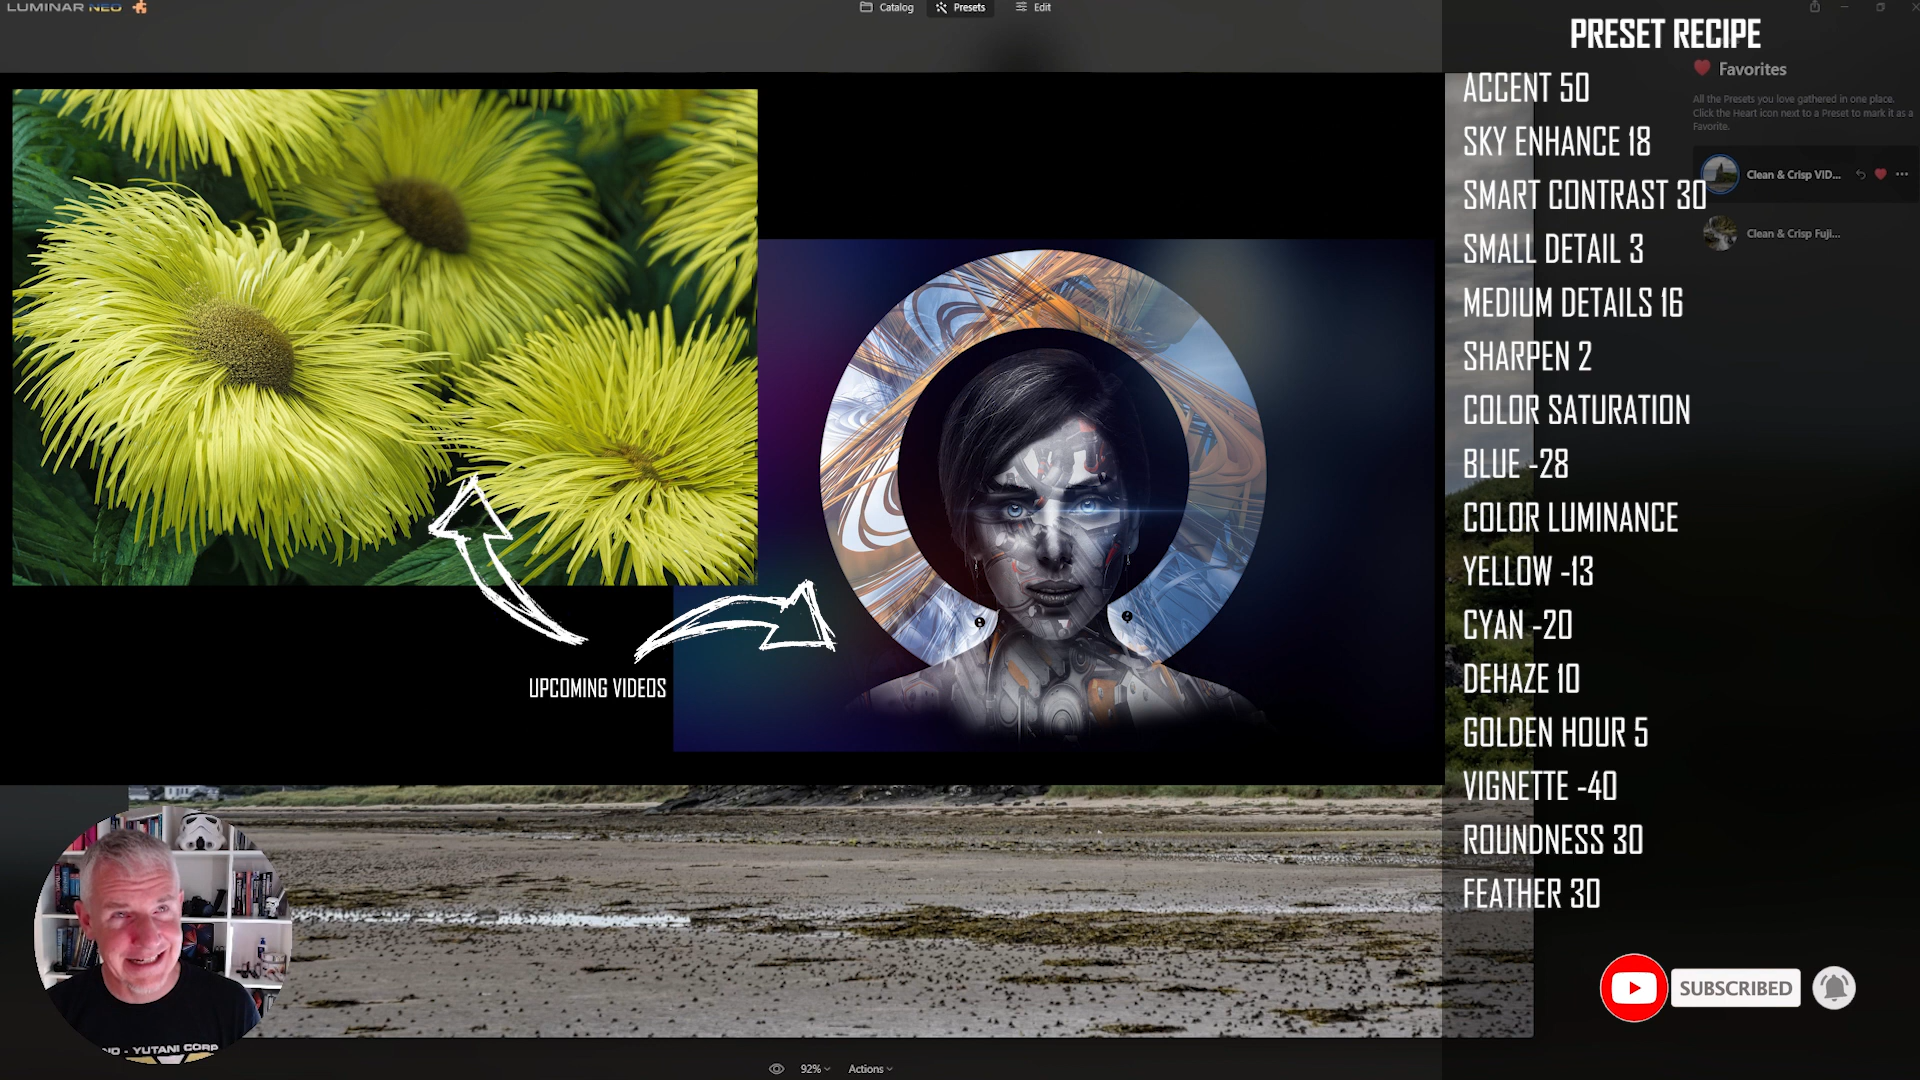 LUMINAR NEO
Catalog
Presets
Edit
PRESET RECIPE
Favorites
All the Presets you love gathered in one place.
Click the Heart icon next to a Preset to mark it as a
Favorite.
Clean & Crisp VID...
Clean & Crisp Fuji...
ACCENT 50
SKY ENHANCE 18
SMART CONTRAST 30
SMALL DETAIL 3
MEDIUM DETAILS 16
SHARPEN 2
COLOR SATURATION
BLUE -28
COLOR LUMINANCE
YELLOW -13
CYAN -20
DEHAZE 10
GOLDEN HOUR 5
VIGNETTE -40
ROUNDNESS 30
FEATHER 30
UPCOMING VIDEOS
- YUTANI CORP
SUBSCRIBED
92%
Actions